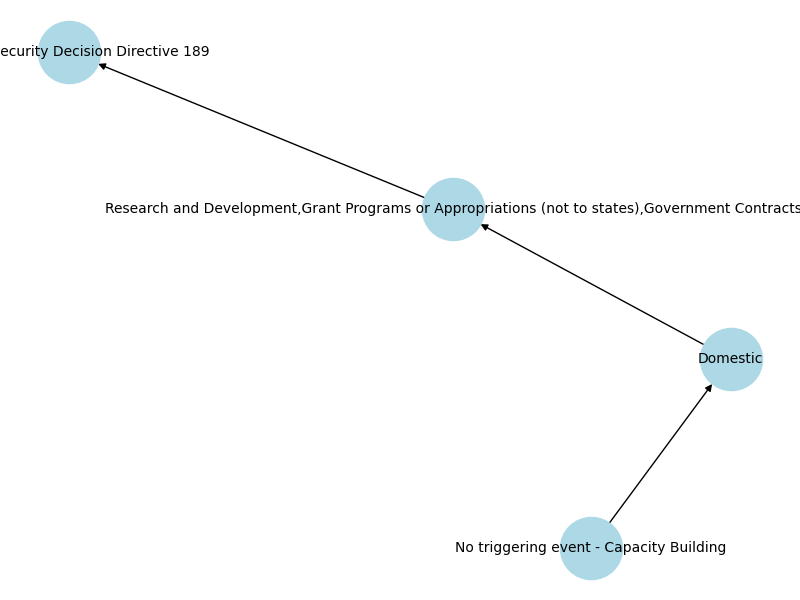 ecurity Decision Directive 189
Research and Development,Grant Programs or Appropriations (not to states),Government Contracts
Domestic
No triggering event - Capacity Building